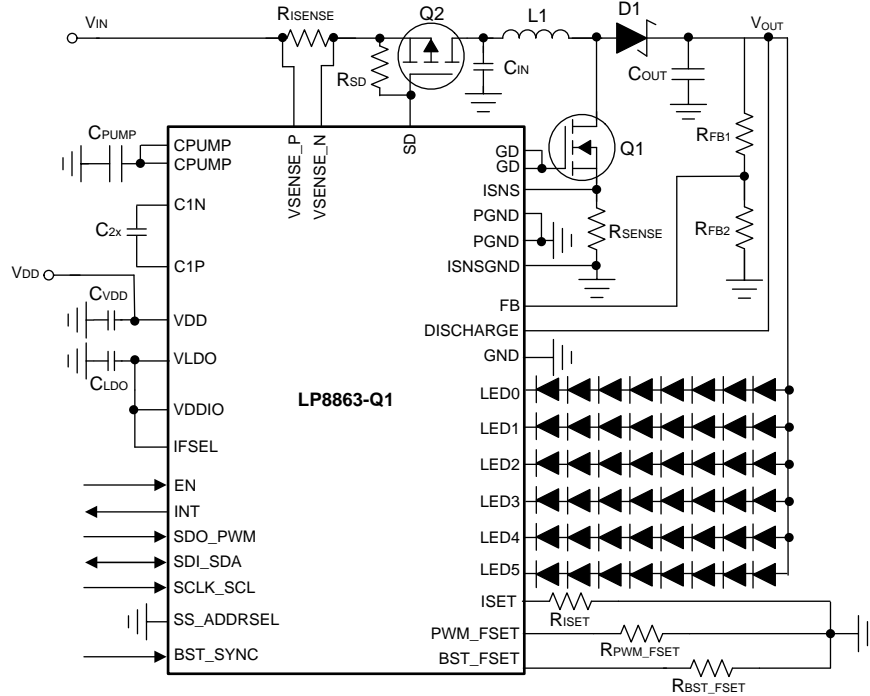 VIN
RISENSE
Q2
L1
D1
VOUT
RSD
CIN
COUT
RFB1
RFB2
Q1
RSENSE
CPUMP
CPUMP
CPUMP
VSENSE_P
VSENSE_N
SD
GD
GD
ISNS
PGND
PGND
ISNSGND
FB
DISCHARGE
GND
C1N
C2x
C1P
VDD
CVDD
VDD
VLDO
CLDO
VDDIO
IFSEL
LP8863-Q1
EN
INT
SDO_PWM
SDI_SDA
SCLK_SCL
SS_ADDRSEL
BST_SYNC
LED0
LED1
LED2
LED3
LED4
LED5
ISET
RISET
PWM_FSET
RPWM_FSET
BST_FSET
RBST_FSET